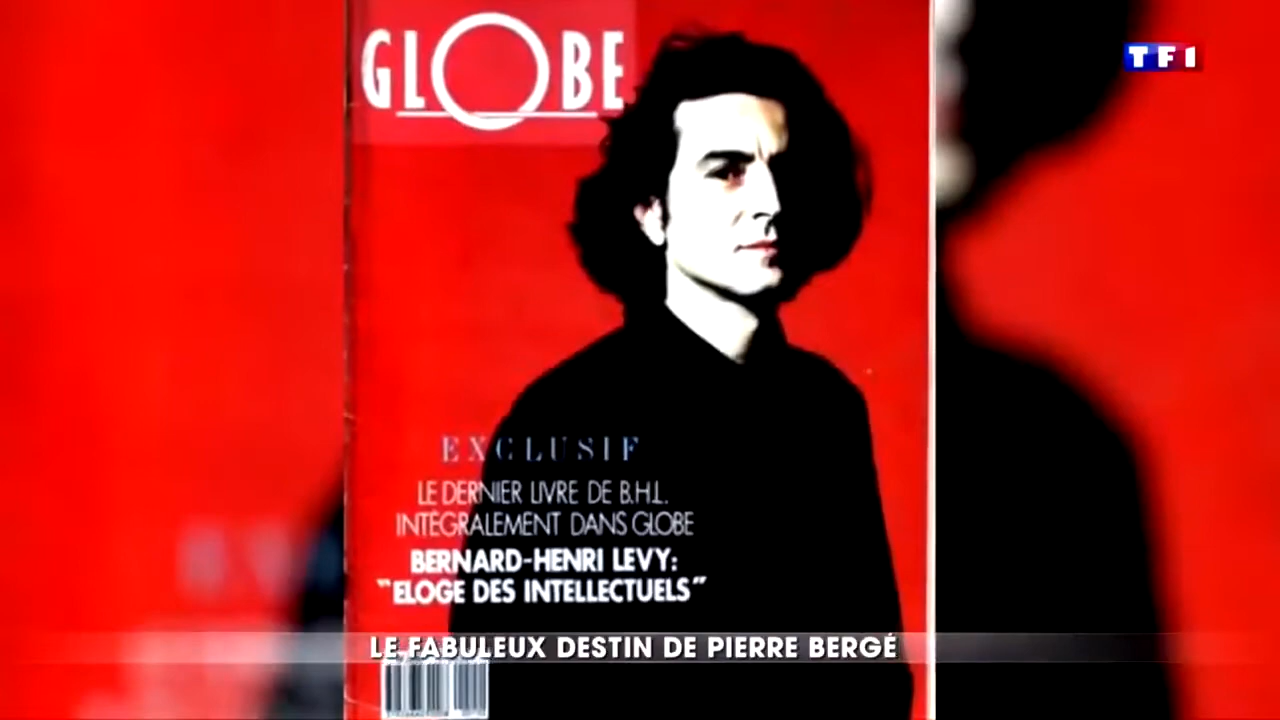 GLOBE
TF1
EXCLUSIF
LE DERNIER LIVRE DE B.H.L.
INTÉGRALEMENT DANS GLOBE
BERNARD-HENRI LEVY:
"ELOGE DES INTELLECTUELS"
LE FABULEUX DESTIN DE PIERRE BERGÉ